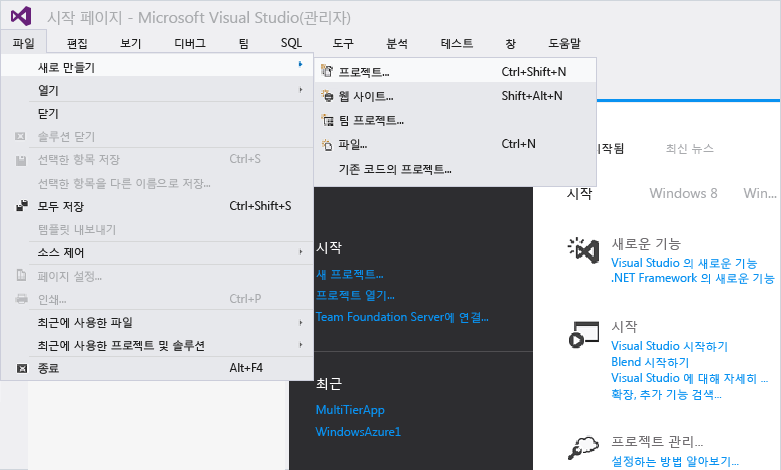 시작 페이지 - Microsoft Visual Studio(관리자)
파일 편집 보기 디버그 팀 SQL 도구 분석 테스트 창 도움말
새로 만들기
열기
닫기
솔루션 닫기
선택한 항목 저장 Ctrl+S
선택한 항목을 다른 이름으로 저장...
모두 저장 Ctrl+Shift+S
템플릿 내보내기
소스 제어
페이지 설정...
인쇄... Ctrl+P
최근에 사용한 파일
최근에 사용한 프로젝트 및 솔루션
종료 Alt+F4
프로젝트... Ctrl+Shift+N
웹 사이트... Shift+Alt+N
팀 프로젝트...
파일... Ctrl+N
기존 코드의 프로젝트...
시작
새 프로젝트...
프로젝트 열기...
Team Foundation Server에 연결...
최근
MultiTierApp
WindowsAzure1
시작됨 최신 뉴스
시작 Windows 8 Win...
새로운 기능
Visual Studio 의 새로운 기능
.NET Framework 의 새로운 기능
시작
Visual Studio 시작하기
Blend 시작하기
Visual Studio 에 대해 자세히 ...
확장, 추가 기능 검색...
프로젝트 관리...
설정하는 방법 알아보기...